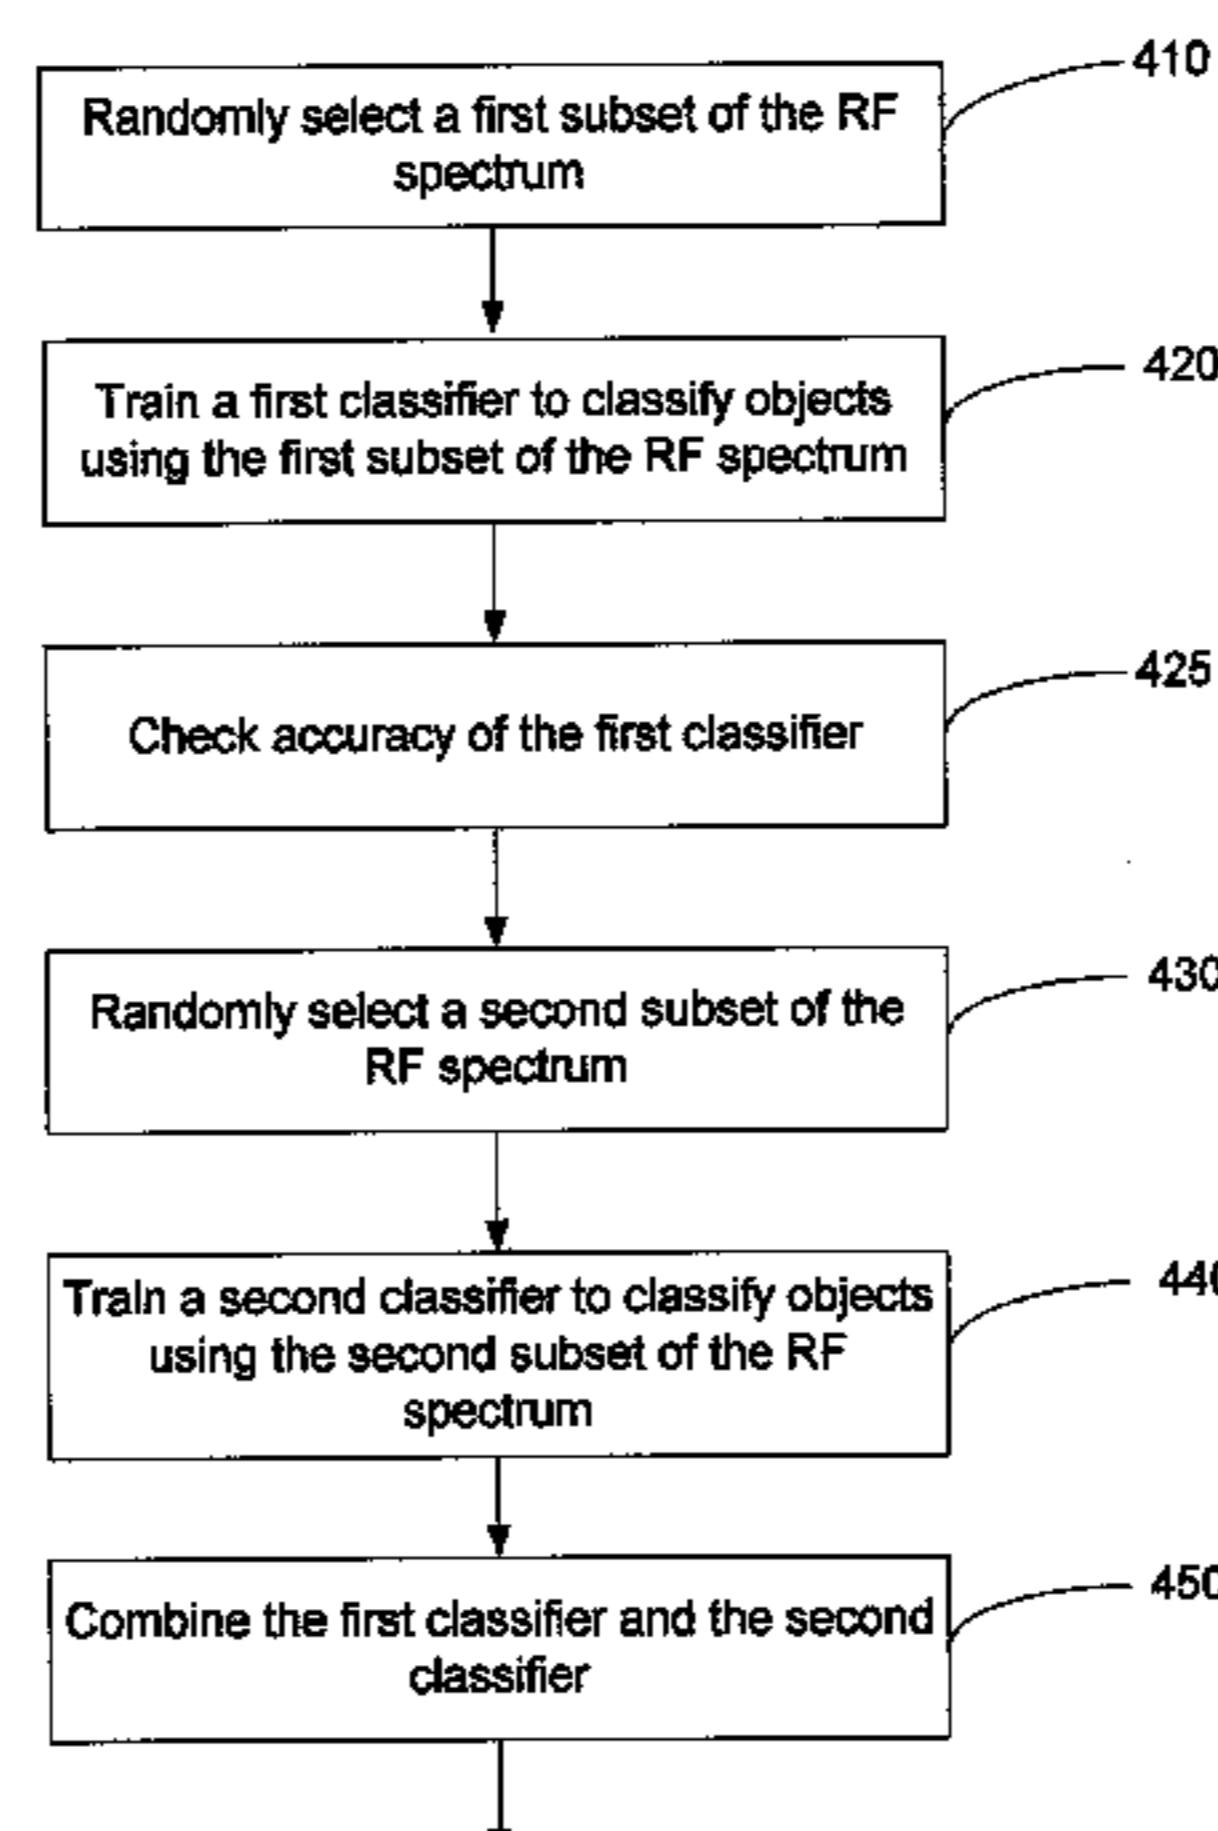 410
Randomly select a first subset of the RF
spectrum
420
Train a first classifier to classify objects
using the first subset of the RF spectrum
425
Check accuracy of the first classifier
430
Randomly select a second subset of the
RF spectrum
440
Train a second classifier to classify objects
using the second subset of the RF
spectrum
450
Combine the first classifier and the second
classifier